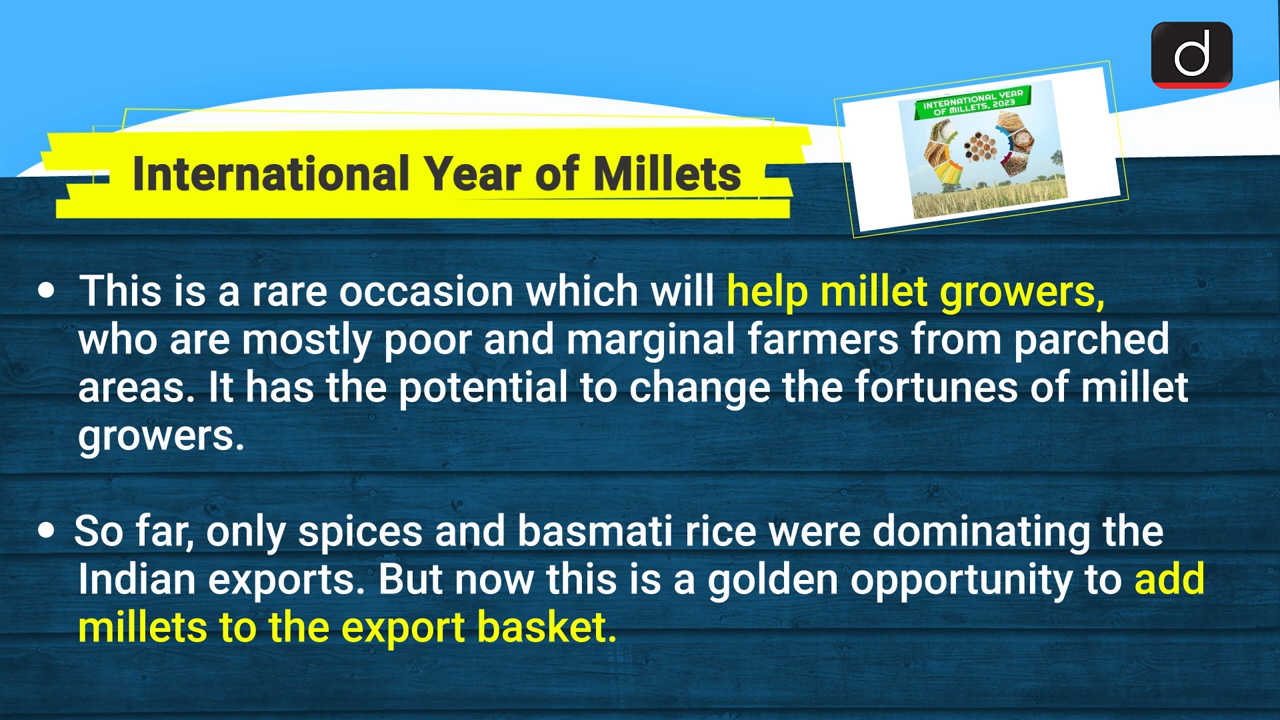 d
INTERNATIONAL YEAR
OF MILLETS, 2023
International Year of Millets
• This is a rare occasion which will help millet growers,
who are mostly poor and marginal farmers from parched
areas. It has the potential to change the fortunes of millet
growers.
• So far, only spices and basmati rice were dominating the
Indian exports. But now this is a golden opportunity to add
millets to the export basket.